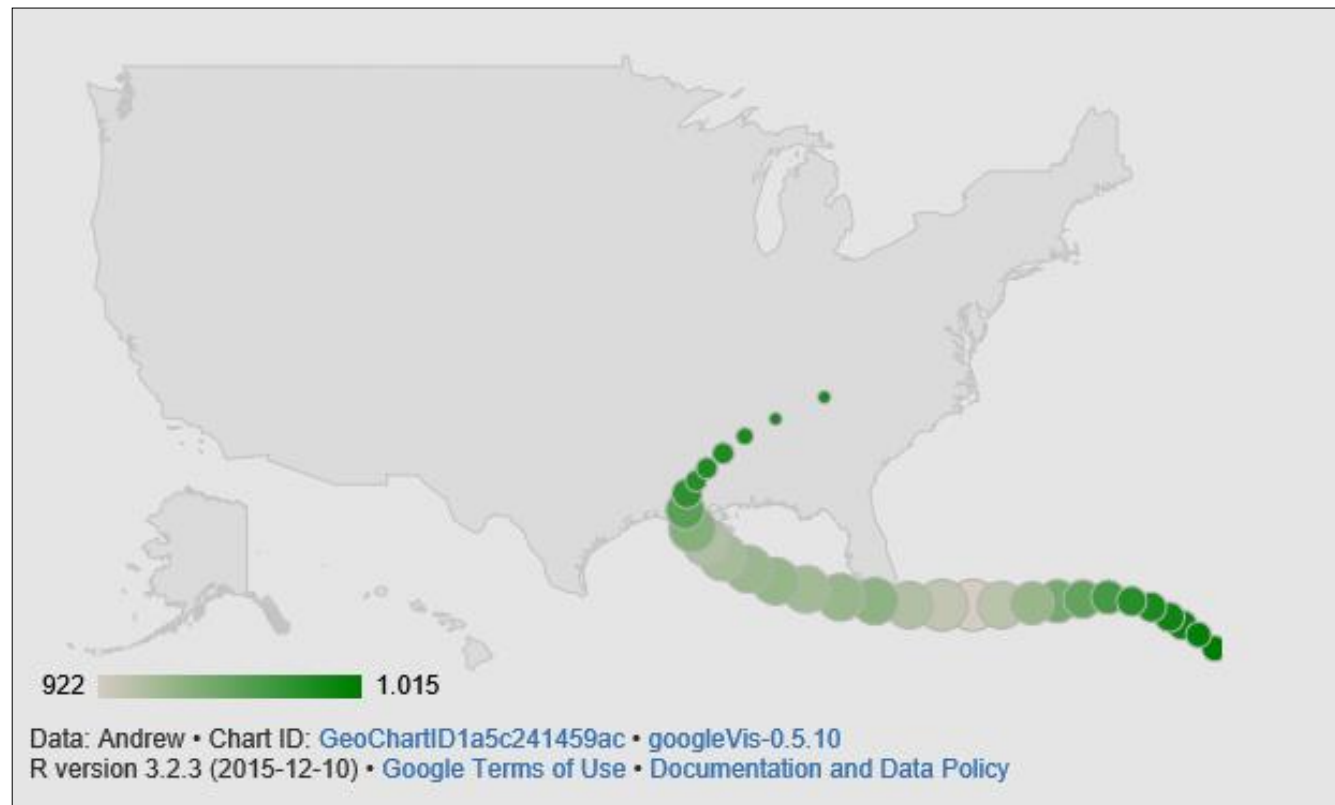 922 1.015
Data: Andrew • Chart ID: GeoChartID1a5c241459ac • googleVis-0.5.10
R version 3.2.3 (2015-12-10) • Google Terms of Use • Documentation and Data Policy